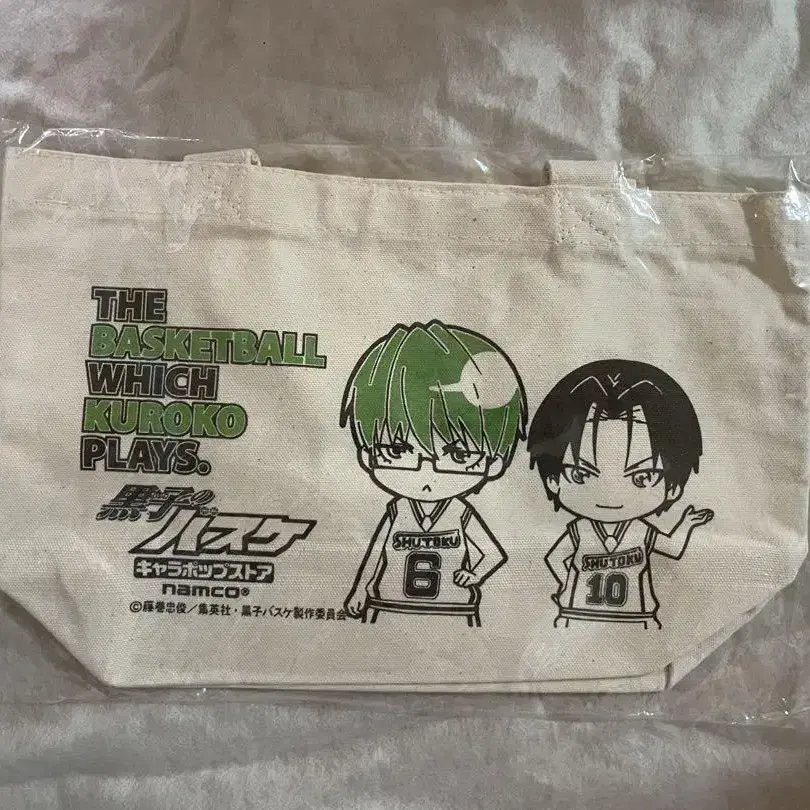 THE
BASKETBALL
WHICH
KUROKO
PLAYS.
黒子の
バスケ
キャラポップストア
namco®
©藤巻忠俊/集英社・黒子バスケ製作委員会
SHUTOKU
6
SHUTOKU
10